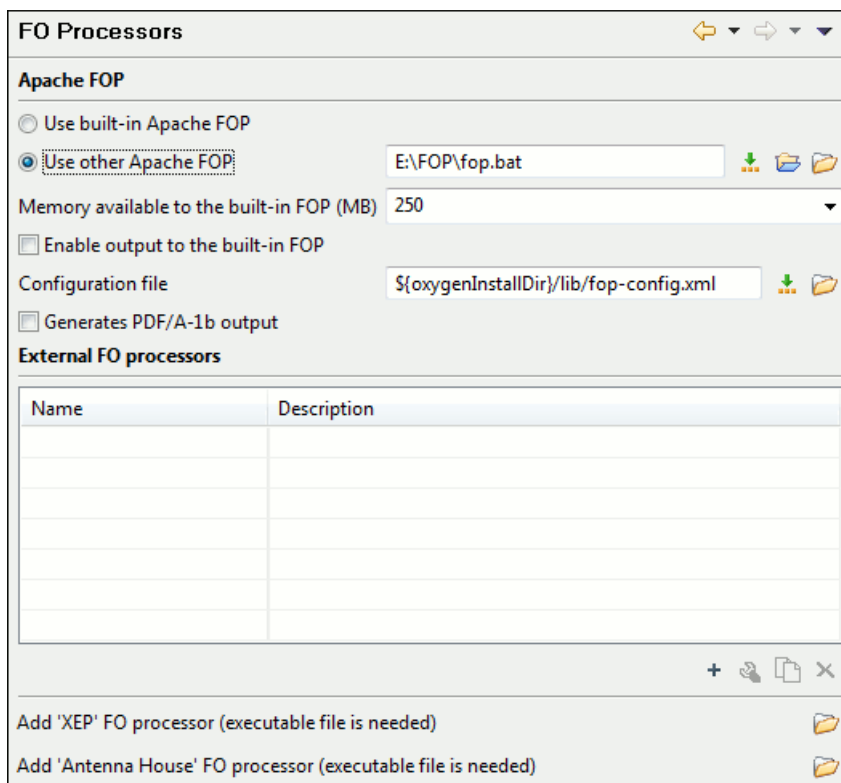 FO Processors
Apache FOP
Use built-in Apache FOP
Use other Apache FOP E:\FOP\fop.bat
Memory available to the built-in FOP (MB) 250
Enable output to the built-in FOP
Configuration file ${oxygenInstallDir}/lib/fop-config.xml
Generates PDF/A-1b output
External FO processors
Name Description
Add 'XEP' FO processor (executable file is needed)
Add 'Antenna House' FO processor (executable file is needed)